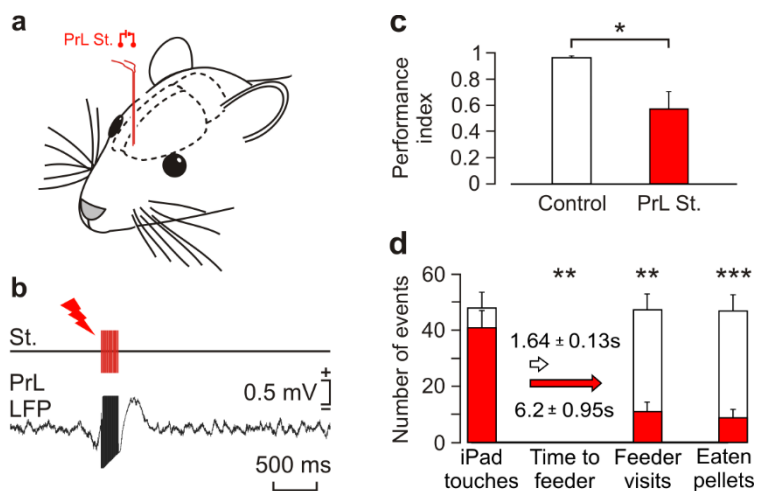 a
PrL St.
b
St.
PrL
LFP
+
0.5 mV
=
500 ms
c
*
Performance
index
1
0.8
0.6
0.4
0.2
0
Control
PrL St.
d
Number of events
60
40
20
0
**
**
***
1.64 ± 0.13s
6.2 ± 0.95s
iPad
touches
Time to
feeder
Feeder
visits
Eaten
pellets